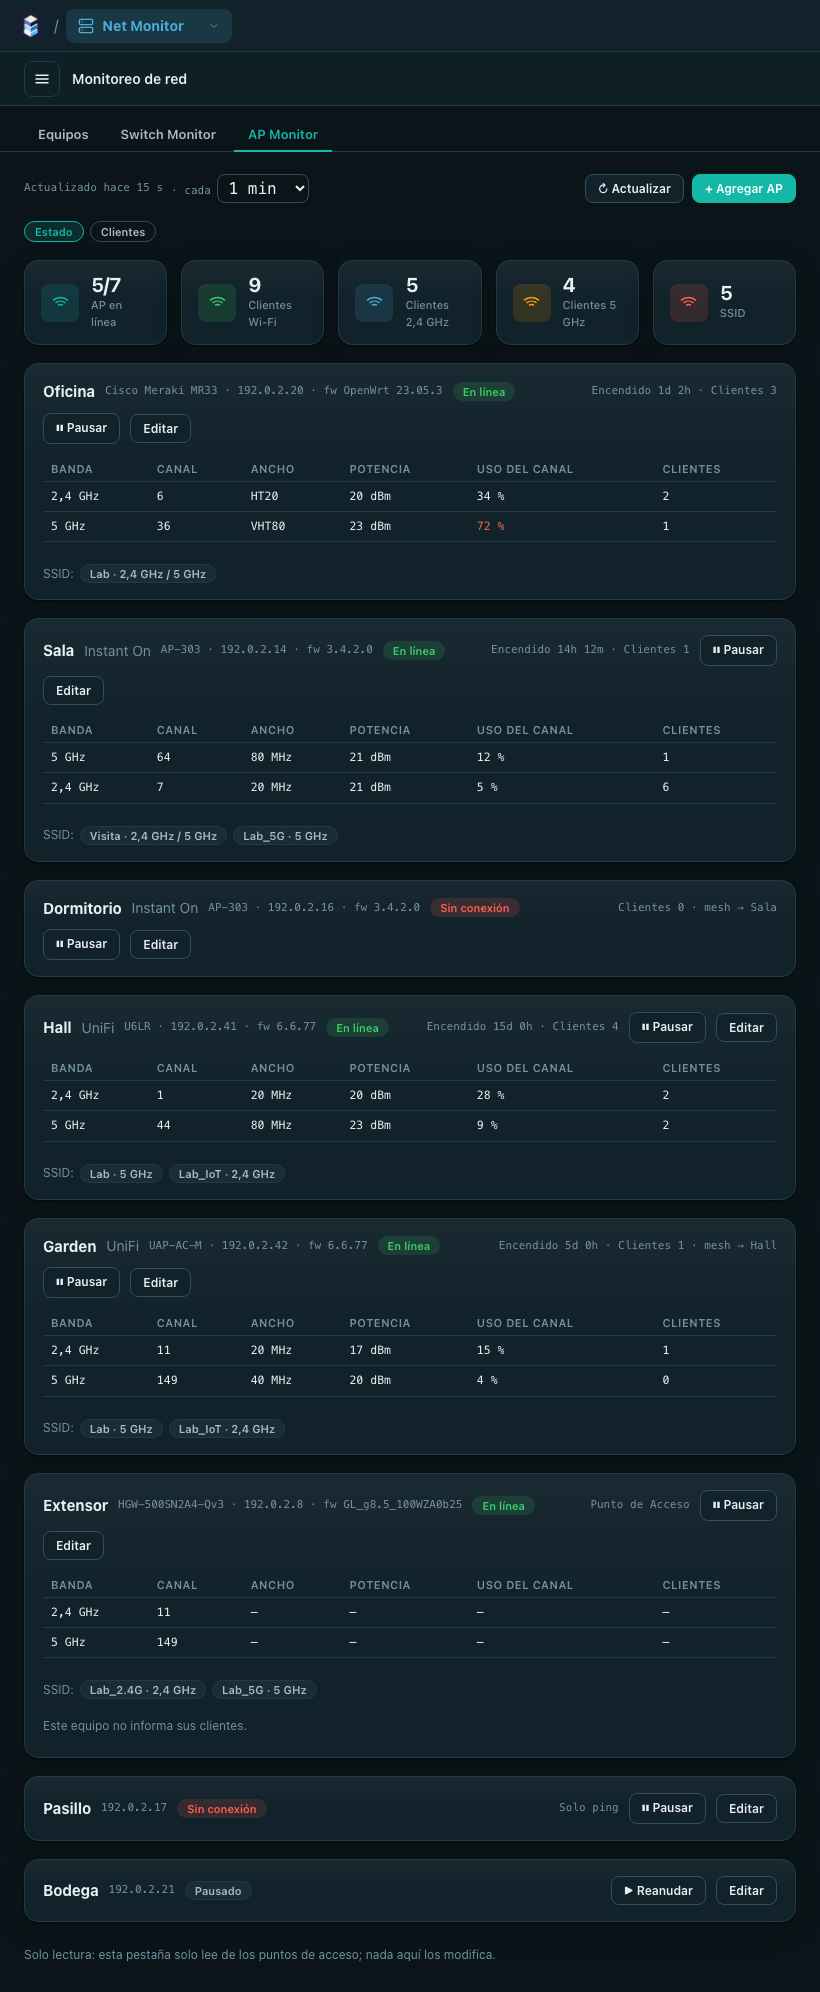 / Net Monitor
Monitoreo de red
Equipos Switch Monitor AP Monitor
Actualizado hace 15 s · cada 1 min Actualizar + Agregar AP
Estado Clientes
5/7 AP en línea
9 Clientes Wi-Fi
5 Clientes 2,4 GHz
4 Clientes 5 GHz
5 SSID
Oficina Cisco Meraki MR33 · 192.0.2.20 · fw OpenWrt 23.05.3 En línea Encendido 1d 2h · Clientes 3
Pausar Editar
BANDA CANAL ANCHO POTENCIA USO DEL CANAL CLIENTES
2,4 GHz 6 HT20 20 dBm 34 % 2
5 GHz 36 VHT80 23 dBm 72 % 1
SSID: Lab · 2,4 GHz / 5 GHz
Sala Instant On AP-303 · 192.0.2.14 · fw 3.4.2.0 En línea Encendido 14h 12m · Clientes 1 Pausar
Editar
BANDA CANAL ANCHO POTENCIA USO DEL CANAL CLIENTES
5 GHz 64 80 MHz 21 dBm 12 % 1
2,4 GHz 7 20 MHz 21 dBm 5 % 6
SSID: Visita · 2,4 GHz / 5 GHz Lab_5G · 5 GHz
Dormitorio Instant On AP-303 · 192.0.2.16 · fw 3.4.2.0 Sin conexión Clientes 0 · mesh → Sala
Pausar Editar
Hall UniFi U6LR · 192.0.2.41 · fw 6.6.77 En línea Encendido 15d 0h · Clientes 4 Pausar Editar
BANDA CANAL ANCHO POTENCIA USO DEL CANAL CLIENTES
2,4 GHz 1 20 MHz 20 dBm 28 % 2
5 GHz 44 80 MHz 23 dBm 9 % 2
SSID: Lab · 5 GHz Lab_IoT · 2,4 GHz
Garden UniFi UAP-AC-M · 192.0.2.42 · fw 6.6.77 En línea Encendido 5d 0h · Clientes 1 · mesh → Hall
Pausar Editar
BANDA CANAL ANCHO POTENCIA USO DEL CANAL CLIENTES
2,4 GHz 11 20 MHz 17 dBm 15 % 1
5 GHz 149 40 MHz 20 dBm 4 % 0
SSID: Lab · 5 GHz Lab_IoT · 2,4 GHz
Extensor HGW-500SN2A4-Qv3 · 192.0.2.8 · fw GL_g8.5_100WZA0b25 En línea Punto de Acceso Pausar
Editar
BANDA CANAL ANCHO POTENCIA USO DEL CANAL CLIENTES
2,4 GHz 11 — — — —
5 GHz 149 — — — —
SSID: Lab_2.4G · 2,4 GHz Lab_5G · 5 GHz
Este equipo no informa sus clientes.
Pasillo 192.0.2.17 Sin conexión Solo ping Pausar Editar
Bodega 192.0.2.21 Pausado Reanudar Editar
Solo lectura: esta pestaña solo lee de los puntos de acceso; nada aquí los modifica.